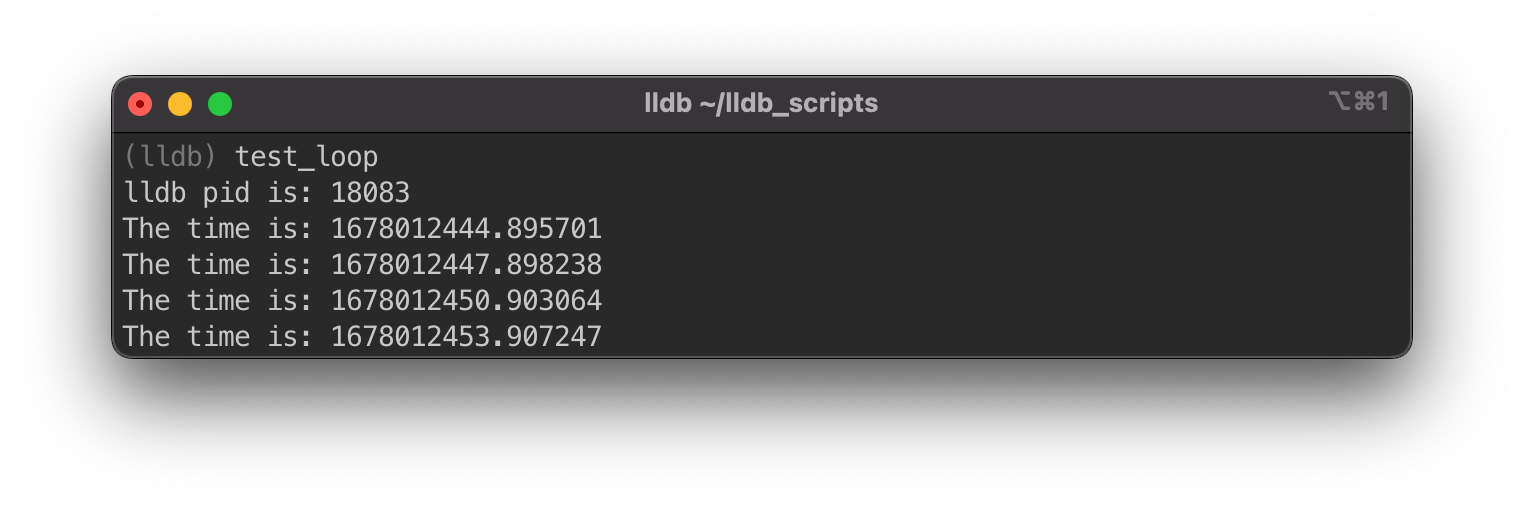 lldb ~/lldb_scripts
⌥⌘1
(lldb) test_loop
lldb pid is: 18083
The time is: 1678012444.895701
The time is: 1678012447.898238
The time is: 1678012450.903064
The time is: 1678012453.907247